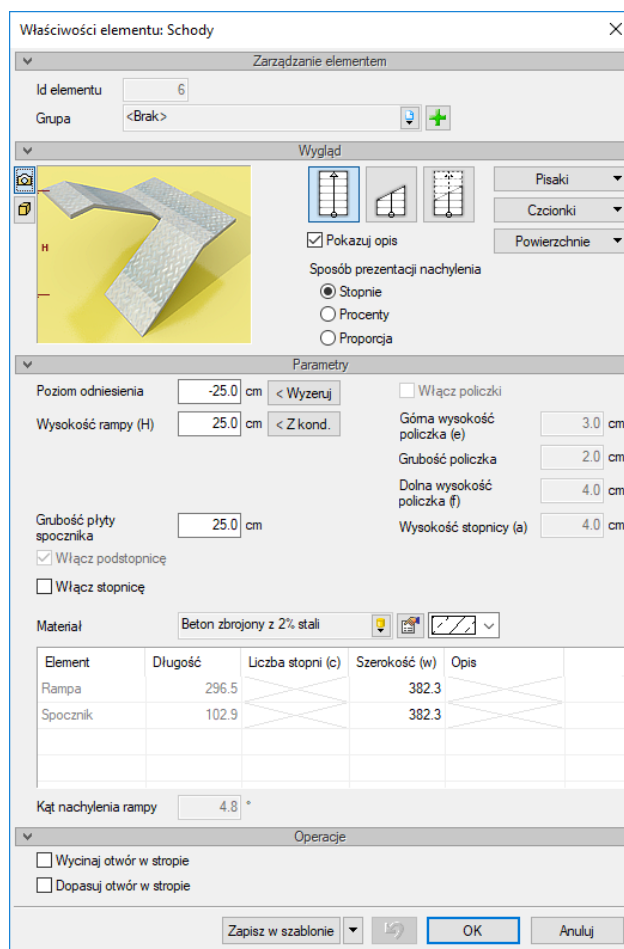 Właściwości elementu: Schody
Zarządzanie elementem
Id elementu 6
Grupa <Brak>
Wygląd
H
Pisaki
Czcionki
Pokazuj opis Powierzchnie
Sposób prezentacji nachylenia
Stopnie
Procenty
Proporcja
Parametry
Poziom odniesienia -25.0 cm < Wyzeruj Włącz policzki
Wysokość rampy (H) 25.0 cm < Z kond. Górna wysokość policzka (e) 3.0 cm
Grubość policzka 2.0 cm
Dolna wysokość policzka (f) 4.0 cm
Grubość płyty spocznika 25.0 cm Wysokość stopnicy (a) 4.0 cm
Włącz podstopnicę
Włącz stopnicę
Materiał Beton zbrojony z 2% stali
Element Długość Liczba stopni (c) Szerokość (w) Opis
Rampa 296.5 382.3
Spocznik 102.9 382.3
Kąt nachylenia rampy 4.8 °
Operacje
Wycinaj otwór w stropie
Dopasuj otwór w stropie
Zapisz w szablonie OK Anuluj